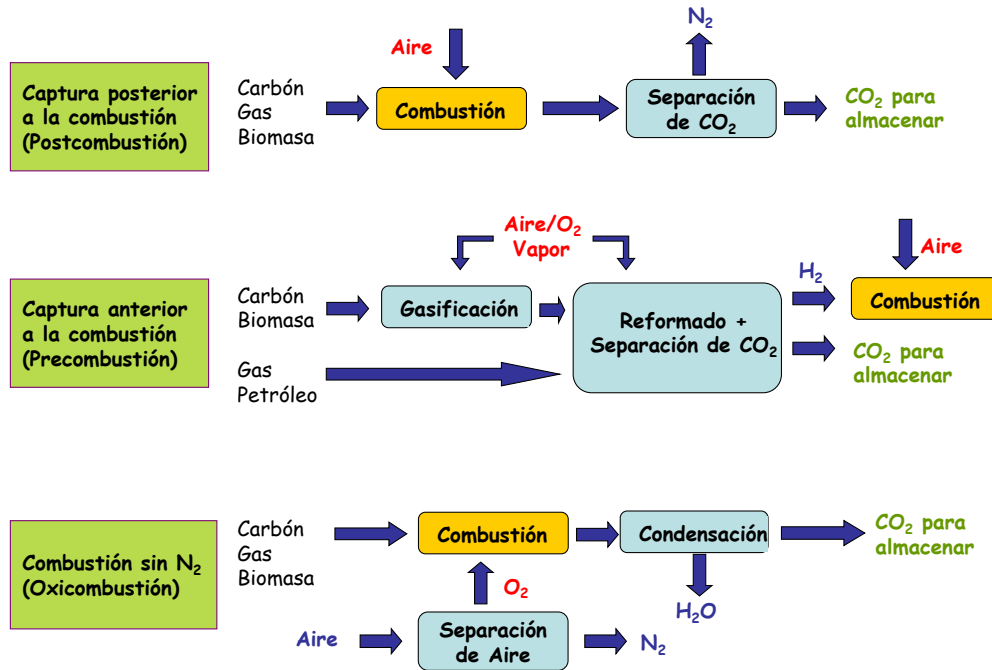 N₂
Aire
Captura posterior
a la combustión
(Postcombustión)
Carbón
Gas
Biomasa
Combustión
Separación
de CO₂
CO₂ para
almacenar
Aire/O₂
Vapor
Aire
Captura anterior
a la combustión
(Precombustión)
Carbón
Biomasa
Gasificación
Gas
Petróleo
Reformado +
Separación de CO₂
H₂
Combustión
CO₂ para
almacenar
Combustión sin N₂
(Oxicombustión)
Carbón
Gas
Biomasa
Combustión
Condensación
CO₂ para
almacenar
O₂
H₂O
Aire
Separación
de Aire
N₂